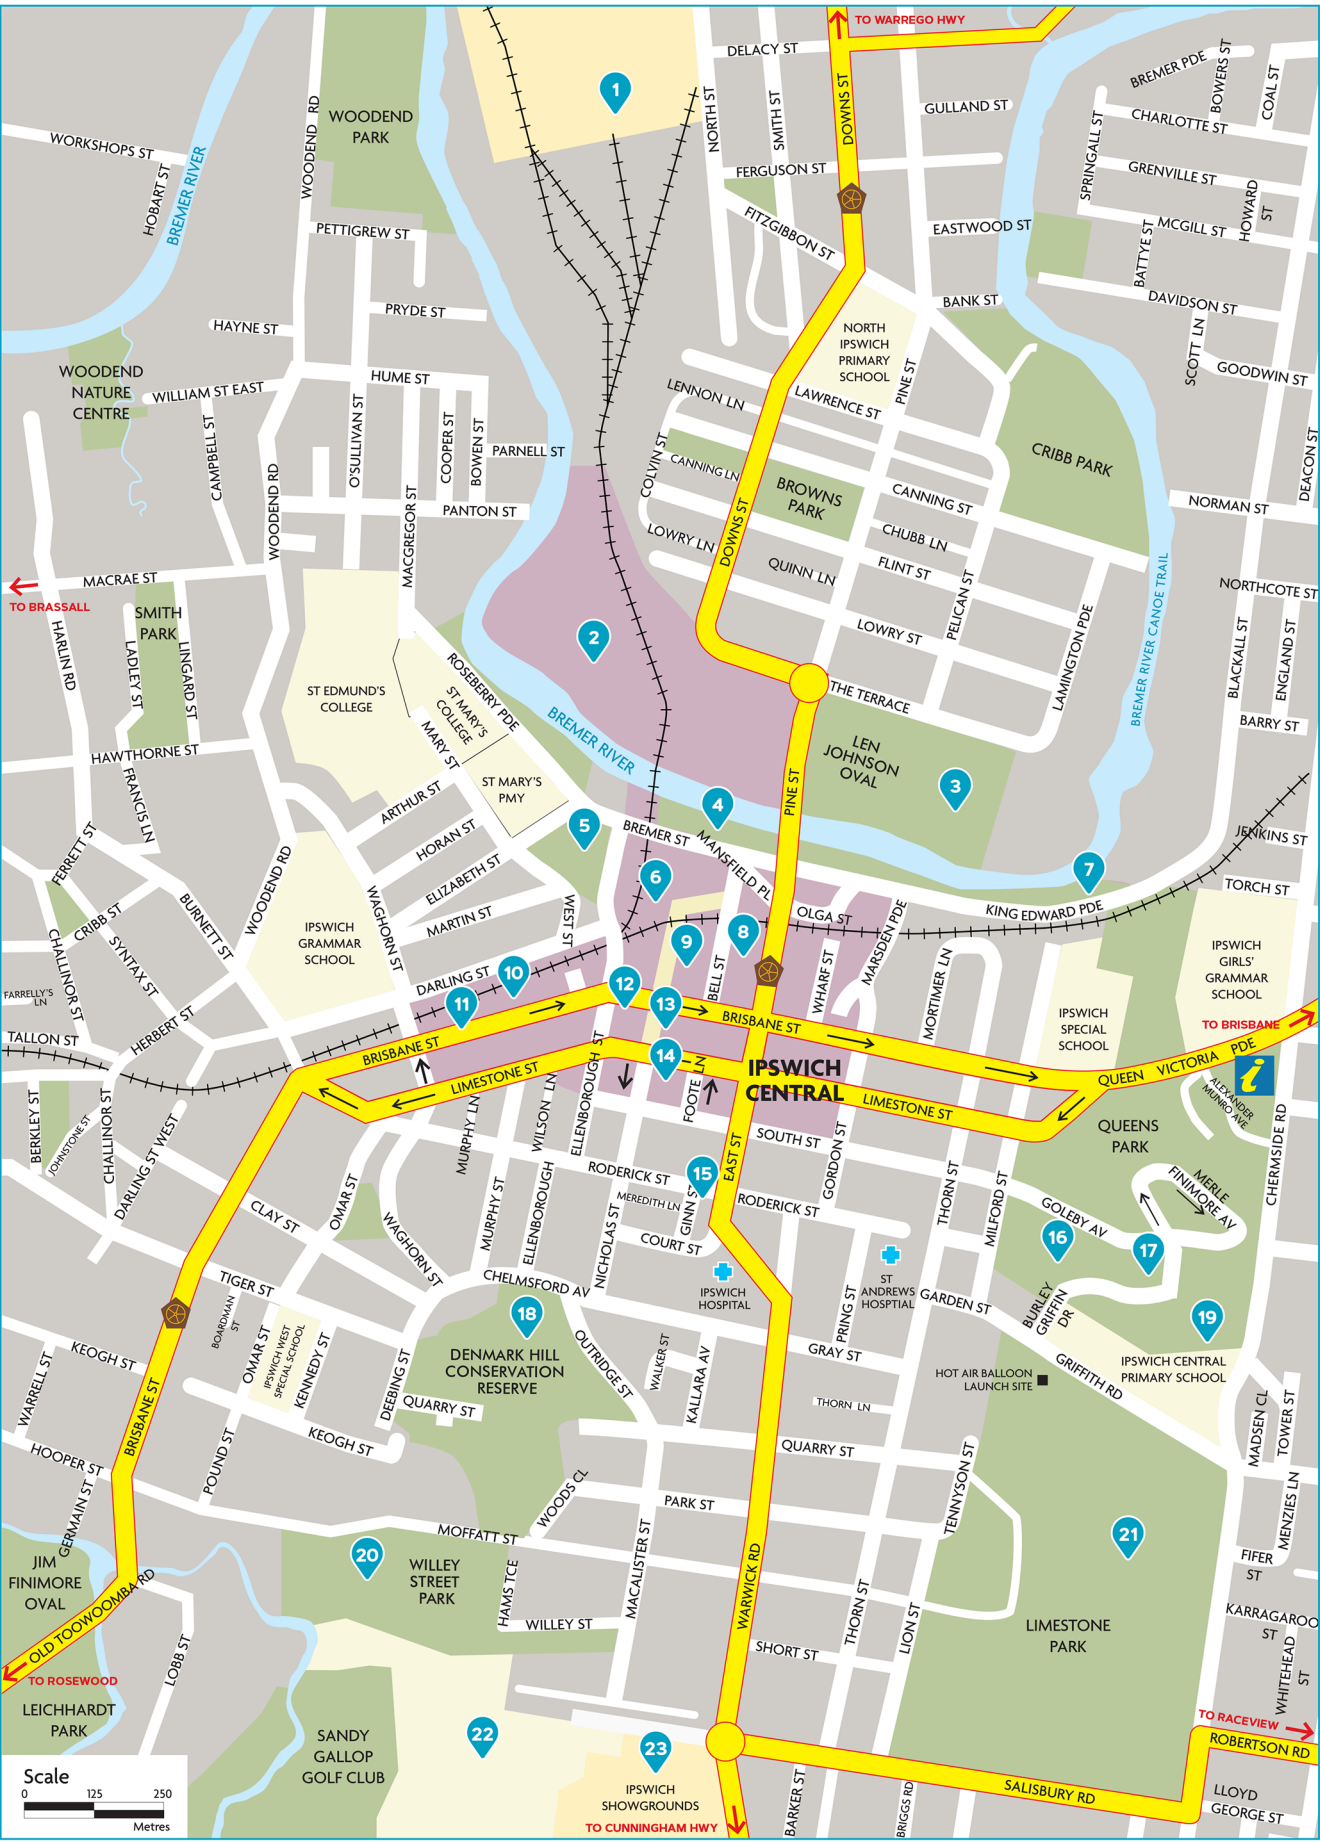 TO WARREGO HWY
DELACY ST
BREMER PDE
BOWERS ST
COAL ST
1
NORTH ST
SMITH ST
DOWNS ST
GULLAND ST
CHARLOTTE ST
WOODEND
PARK
WOODEND RD
WORKSHOPS ST
HOBART ST
BREMER RIVER
FERGUSON ST
SPRINGALL ST
GRENVILLE ST
HOWARD
ST
FITZGIBBON ST
EASTWOOD ST
MCGILL ST
BATTYE ST
PETTIGREW ST
BANK ST
DAVIDSON ST
PRYDE ST
HAYNE ST
NORTH
IPSWICH
PRIMARY
SCHOOL
SCOTT LN
GOODWIN ST
WOODEND
NATURE
CENTRE
WILLIAM ST EAST
HUME ST
LENNON LN
LAWRENCE ST
PINE ST
CAMPBELL ST
O'SULLIVAN ST
COOPER ST
BOWEN ST
PARNELL ST
COLVIN ST
CANNING LN
BROWNS
PARK
CRIBB PARK
DEACON ST
WOODEND RD
MACGREGOR ST
PANTON ST
CANNING ST
NORMAN ST
LOWRY LN
DOWNS ST
CHUBB LN
QUINN LN
FLINT ST
MACRAE ST
TO BRASSALL
NORTHCOTE ST
SMITH
PARK
HARLIN RD
LADLEY ST
LINGARD ST
2
LOWRY ST
PELICAN ST
LAMINGTON PDE
BREMER RIVER CANOE TRAIL
BLACKALL ST
ENGLAND ST
ST EDMUND'S
COLLEGE
ROSEBERRY PDE
ST MARY'S
COLLEGE
MARY ST
THE TERRACE
BARRY ST
BREMER RIVER
HAWTHORNE ST
FRANCIS LN
ST MARY'S
PMY
LEN
JOHNSON
OVAL
3
PINE ST
ARTHUR ST
4
5
HORAN ST
BREMER ST
MANSFIELD PL
JENKINS ST
FERRETT ST
ELIZABETH ST
6
7
TORCH ST
WOODEND RD
BURNETT ST
WAGHORN ST
MARTIN ST
WEST ST
OLGA ST
KING EDWARD PDE
CRIBB ST
SYNTAX ST
CHALLINOR ST
IPSWICH
GRAMMAR
SCHOOL
8
9
BELL ST
WHARF ST
MARSDEN PDE
MORTIMER LN
IPSWICH
GIRLS'
GRAMMAR
SCHOOL
FARRELLY'S
LN
DARLING ST
10
11
12
13
BRISBANE ST
IPSWICH
SPECIAL
SCHOOL
TO BRISBANE
TALLON ST
HERBERT ST
BRISBANE ST
LIMESTONE ST
14
IPSWICH
CENTRAL
QUEEN VICTORIA PDE
i
ALEXANDER
MUNRO AVE
BERKLEY ST
JOHNSTONE ST
CHALLINOR ST
DARLING ST WEST
MURPHY LN
WILSON LN
ELLENBOROUGH ST
FOOTE LN
LIMESTONE ST
SOUTH ST
GORDON ST
QUEENS
PARK
CHERMSIDE RD
EAST ST
15
RODERICK ST
MEREDITH LN
GINN ST
RODERICK ST
THORN ST
MILFORD ST
MERLE
FINIMORE AV
GOLEBY AV
CLAY ST
OMAR ST
WAGHORN ST
MURPHY ST
ELLENBOROUGH
NICHOLAS ST
COURT ST
16
17
IPSWICH
HOSPITAL
ST
ANDREWS
HOSPTIAL
TIGER ST
CHELMSFORD AV
GARDEN ST
BURLEY
GRIFFIN
DR
BOARDMAN
ST
18
19
PRING ST
OMAR ST
IPSWICH WEST
SPECIAL SCHOOL
KENNEDY ST
DENMARK HILL
CONSERVATION
RESERVE
OUTRIDGE ST
WALKER ST
KALLARA AV
GRAY ST
GRIFFITH RD
IPSWICH CENTRAL
PRIMARY SCHOOL
HOT AIR BALLOON
LAUNCH SITE
KEOGH ST
WARRELL ST
DEEBING ST
QUARRY ST
THORN LN
MADSEN CL
TOWER ST
BRISBANE ST
KEOGH ST
QUARRY ST
HOOPER ST
POUND ST
WOODS CL
PARK ST
TENNYSON ST
MENZIES LN
GERMAIN ST
MOFFATT ST
21
20
JIM
FINIMORE
OVAL
WILLEY
STREET
PARK
HAMS TCE
MACALISTER ST
WARWICK RD
FIFER
ST
OLD TOOWOOMBA RD
WILLEY ST
THORN ST
LION ST
LIMESTONE
PARK
KARRAGAROO
ST
SHORT ST
LOBB ST
WHITEHEAD
ST
TO ROSEWOOD
LEICHHARDT
PARK
TO RACEVIEW
ROBERTSON RD
SANDY
GALLOP
GOLF CLUB
22
23
IPSWICH
SHOWGROUNDS
SALISBURY RD
BARKER ST
BRIGGS RD
LLOYD
GEORGE ST
TO CUNNINGHAM HWY
Scale
0 125 250
Metres